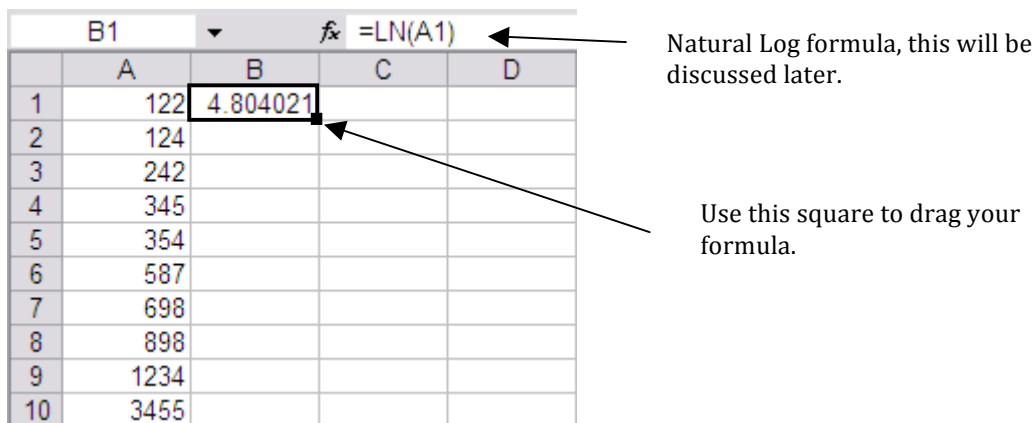 B1 fx =LN(A1)
Natural Log formula, this will be
discussed later.
A B C D
1 122 4.804021
2 124
3 242
4 345
5 354
6 587
7 698
8 898
9 1234
10 3455
Use this square to drag your
formula.